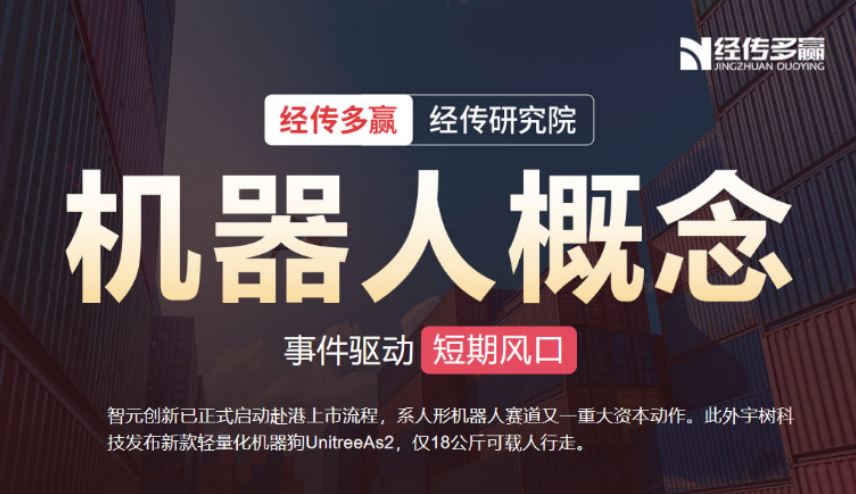 经传多赢
JINGZHUAN DUOYING
经传多赢 经传研究院
机器人概念
事件驱动 短期风口
智元创新已正式启动赴港上市流程，系人形机器人赛道又一重大资本动作。此外宇树科
技发布新款轻量化机器狗UnitreeAs2，仅18公斤可载人行走。